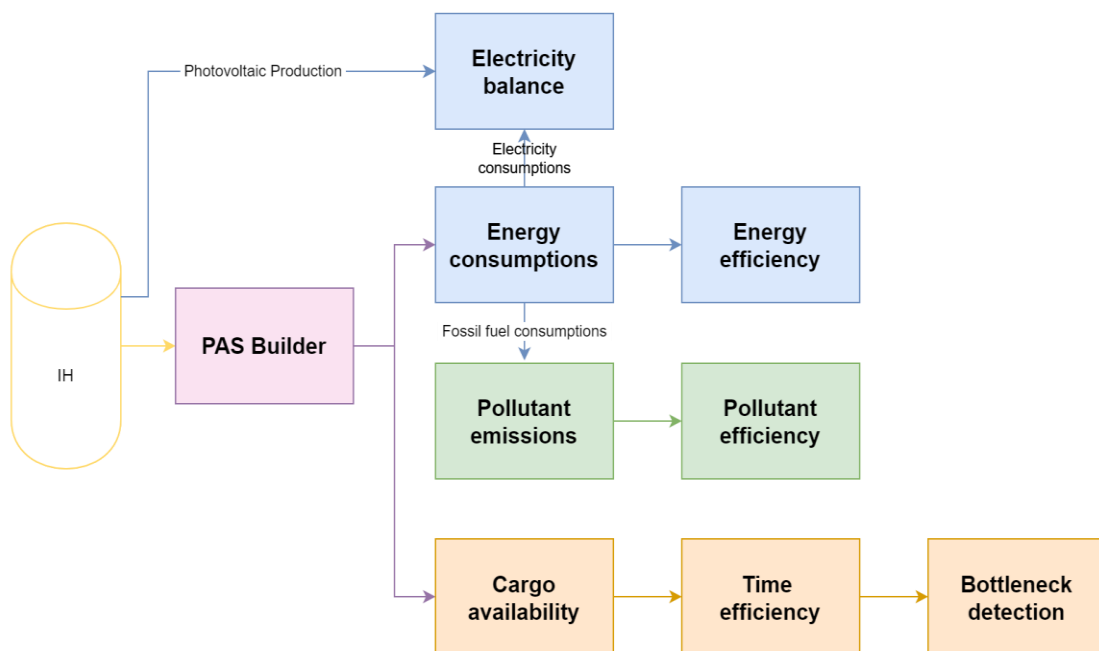 Photovoltaic Production
Electricity
balance
Electricity
consumptions
Energy
consumptions
Energy
efficiency
IH
PAS Builder
Fossil fuel consumptions
Pollutant
emissions
Pollutant
efficiency
Cargo
availability
Time
efficiency
Bottleneck
detection